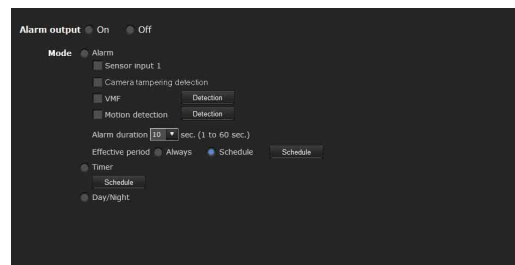 Alarm output On Off
Mode Alarm
Sensor input 1
Camera tampering detection
VMF Detection
Motion detection Detection
Alarm duration 10 sec. (1 to 60 sec.)
Effective period Always Schedule Schedule
Timer
Schedule
Day/Night